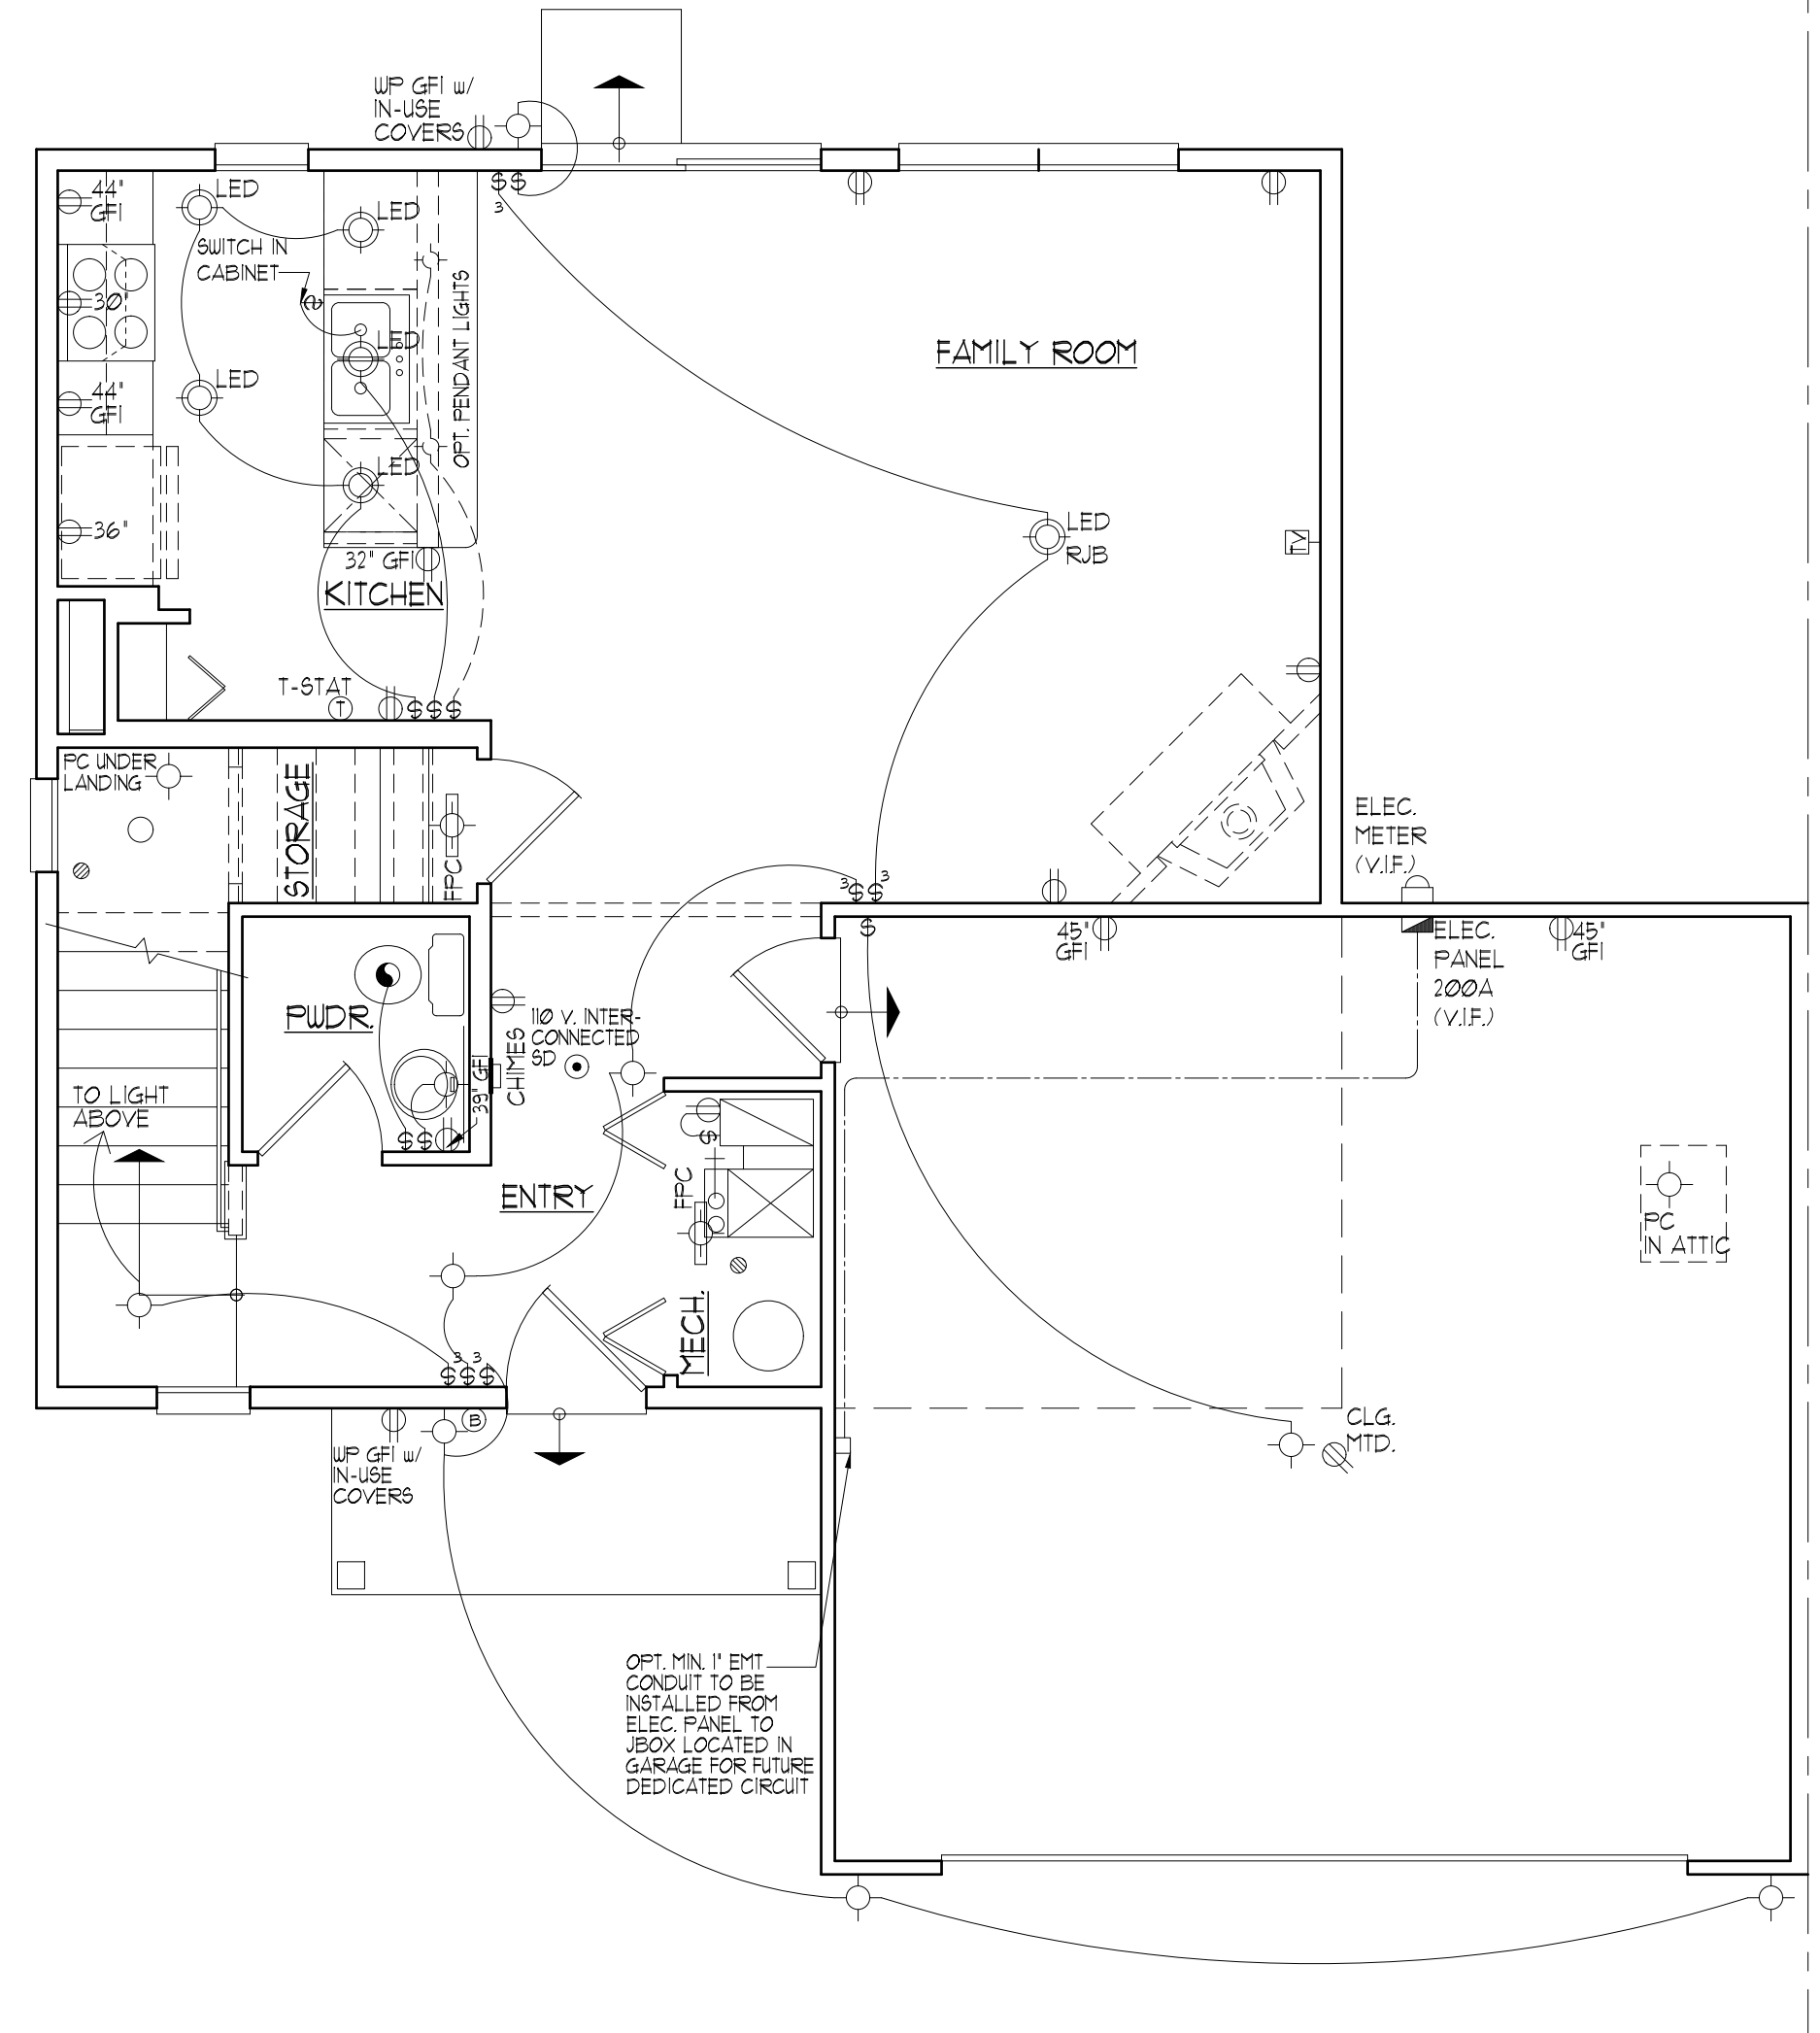 WP GFI w/
IN-USE
COVERS
44"
GFI
LED
LED
$$
3
SWITCH IN
CABINET
30"
LED
OPT. PENDANT LIGHTS
FAMILY ROOM
44"
GFI
LED
LED
36"
LED
RJB
TV
32" GFI
KITCHEN
T-STAT
T
$$$
PC UNDER
LANDING
STORAGE
FPC
ELEC.
METER
(V.I.F.)
3
$$
3
$
45"
GFI
ELEC.
PANEL
200A
(V.I.F.)
45"
GFI
PWDR.
110 V. INTER-
CONNECTED
SD
CHIMES
39" GFI
TO LIGHT
ABOVE
$$
$
FPC
ENTRY
PC
IN ATTIC
MECH.
3
3
$$$
B
WP GFI w/
IN-USE
COVERS
CLG.
MTD.
OPT. MIN. 1" EMT
CONDUIT TO BE
INSTALLED FROM
ELEC. PANEL TO
JBOX LOCATED IN
GARAGE FOR FUTURE
DEDICATED CIRCUIT